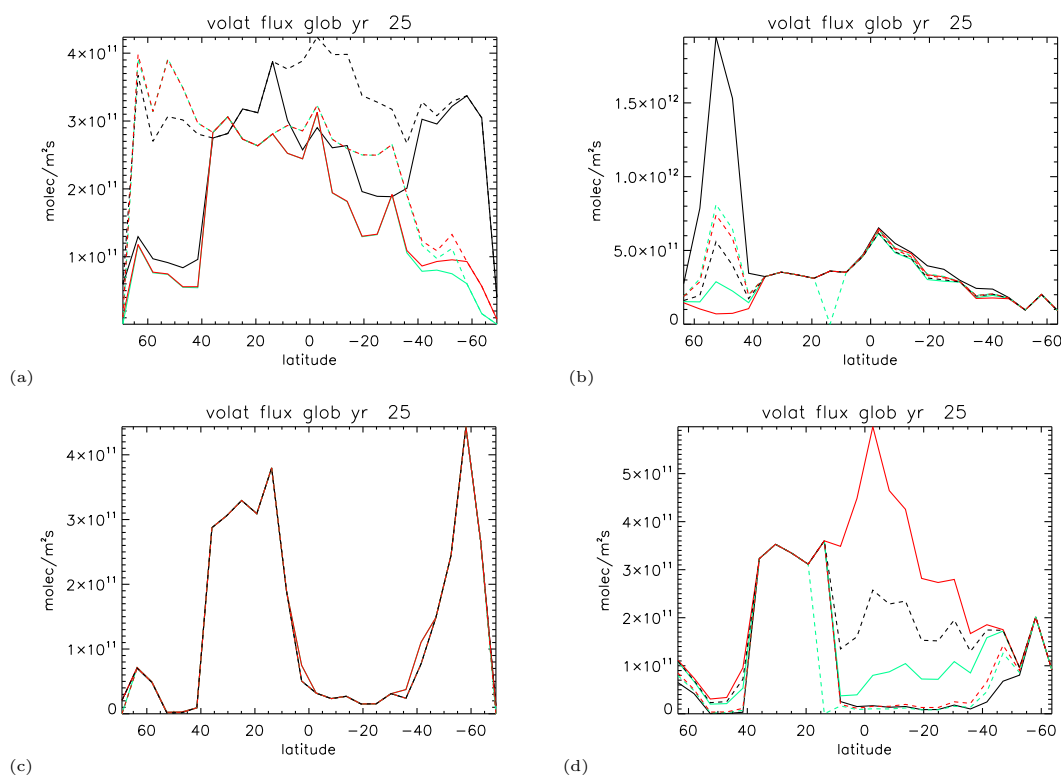 volat flux glob yr 25
4×10¹¹
3×10¹¹
2×10¹¹
1×10¹¹
molec/m²s
60 40 20 0 −20 −40 −60
latitude
(a)
volat flux glob yr 25
1.5×10¹²
1.0×10¹²
5.0×10¹¹
0
molec/m²s
60 40 20 0 −20 −40 −60
latitude
(b)
volat flux glob yr 25
4×10¹¹
3×10¹¹
2×10¹¹
1×10¹¹
0
molec/m²s
60 40 20 0 −20 −40 −60
latitude
(c)
volat flux glob yr 25
5×10¹¹
4×10¹¹
3×10¹¹
2×10¹¹
1×10¹¹
0
molec/m²s
60 40 20 0 −20 −40 −60
latitude
(d)